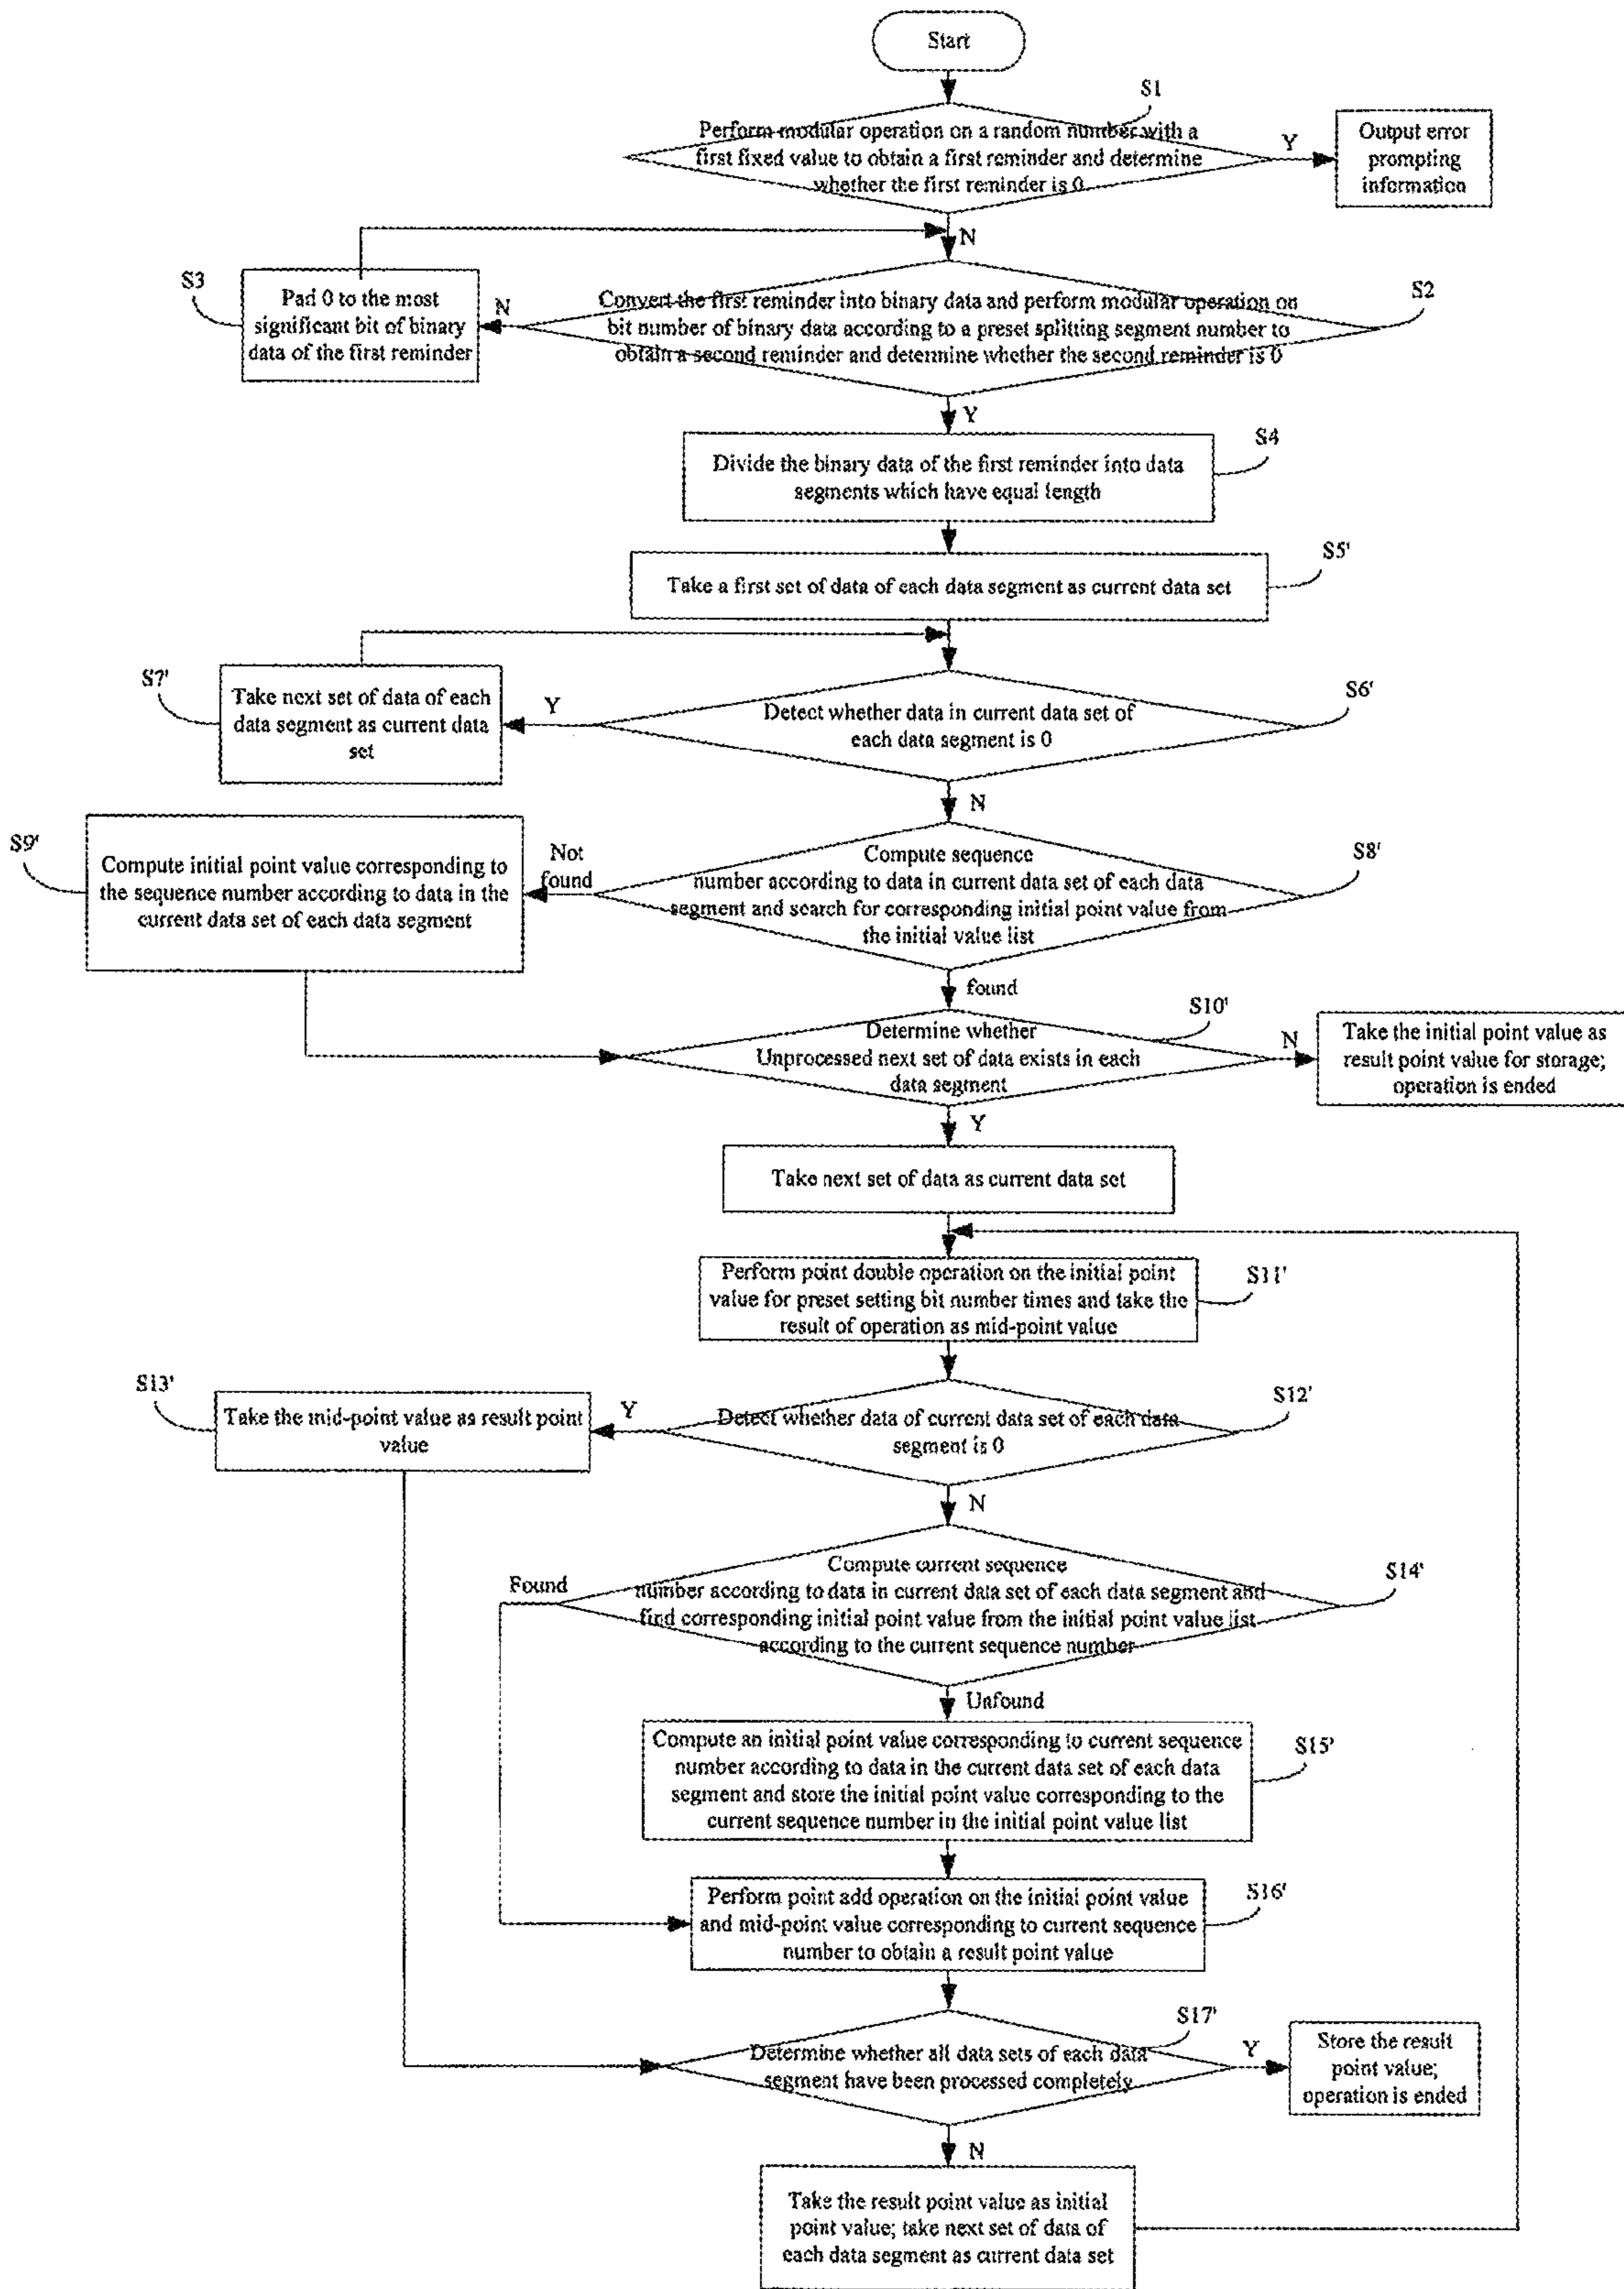 Start
S1
Perform modular operation on a random number with a
first fixed value to obtain a first reminder and determine
whether the first reminder is 0
Y
Output error
prompting
information
N
S3
Pad 0 to the most
significant bit of binary
data of the first reminder
N
Convert the first reminder into binary data and perform modular operation on
bit number of binary data according to a preset splitting segment number to
obtain a second reminder and determine whether the second reminder is 0
S2
Y
S4
Divide the binary data of the first reminder into data
segments which have equal length
S5'
Take a first set of data of each data segment as current data set
S7'
Take next set of data of each
data segment as current data
set
Y
Detect whether data in current data set of
each data segment is 0
S6'
N
S9'
Compute initial point value corresponding to
the sequence number according to data in the
current data set of each data segment
Not
found
Compute sequence
number according to data in current data set of each data
segment and search for corresponding initial point value from
the initial value list
S8'
found
S10'
Determine whether
Unprocessed next set of data exists in each
data segment
N
Take the initial point value as
result point value for storage;
operation is ended
Y
Take next set of data as current data set
Perform point double operation on the initial point
value for preset setting bit number times and take the
result of operation as mid-point value
S11'
S13'
Take the mid-point value as result point
value
Y
Detect whether data of current data set of each data
segment is 0
S12'
N
Found
Compute current sequence
number according to data in current data set of each data segment and
find corresponding initial point value from the initial point value list
according to the current sequence number
S14'
Unfound
Compute an initial point value corresponding to current sequence
number according to data in the current data set of each data
segment and store the initial point value corresponding to the
current sequence number in the initial point value list
S15'
Perform point add operation on the initial point value
and mid-point value corresponding to current sequence
number to obtain a result point value
S16'
S17'
Determine whether all data sets of each data
segment have been processed completely
Y
Store the result
point value;
operation is ended
N
Take the result point value as initial
point value; take next set of data of
each data segment as current data set